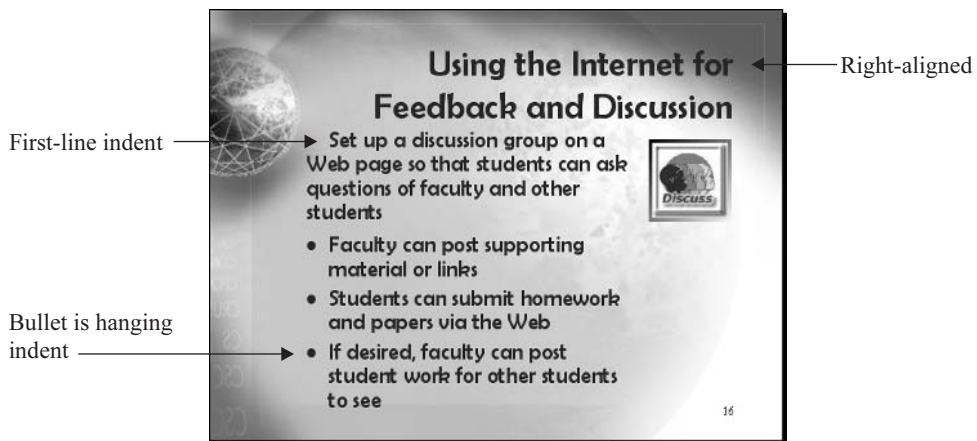 Using the Internet for
Feedback and Discussion
Right-aligned
First-line indent
Set up a discussion group on a
Web page so that students can ask
questions of faculty and other
students
Discuss
• Faculty can post supporting
material or links
• Students can submit homework
and papers via the Web
Bullet is hanging
indent
• If desired, faculty can post
student work for other students
to see
16